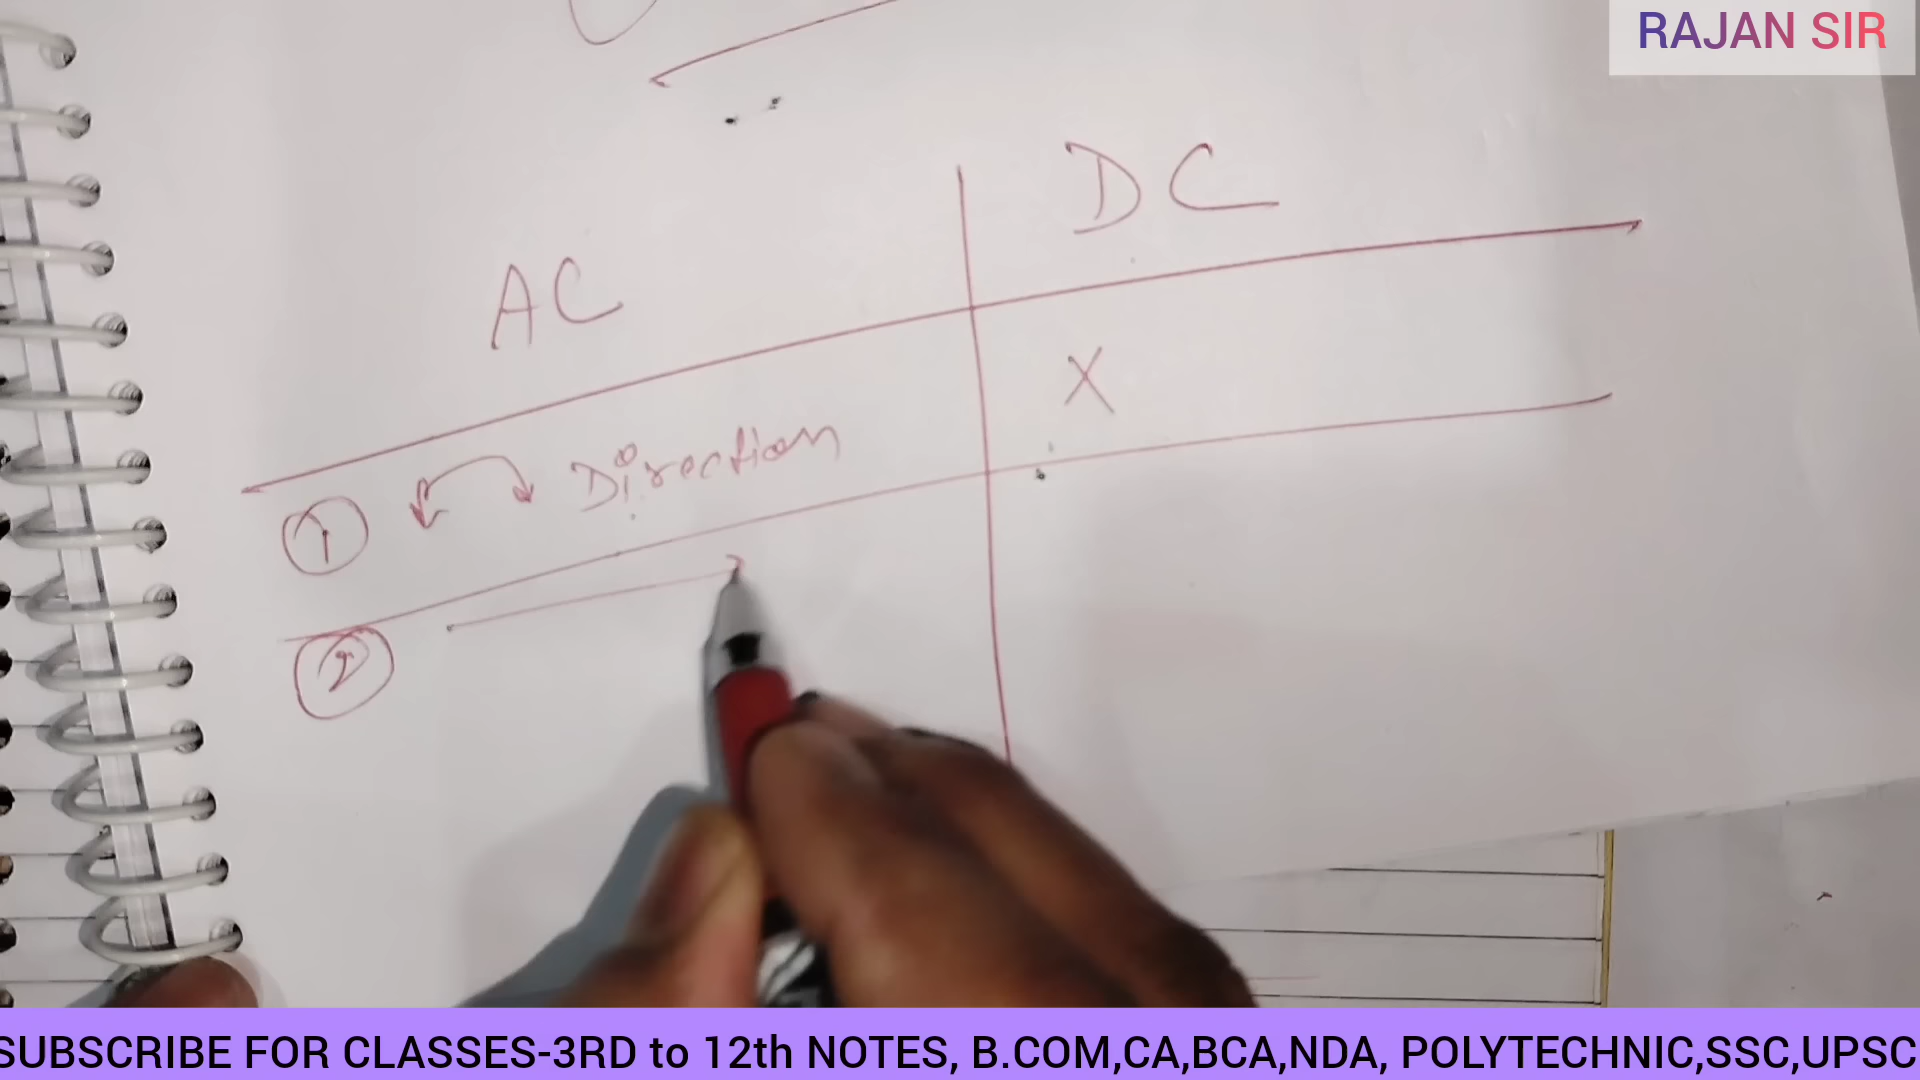 RAJAN SIR
AC DC
① Direction X
②
SUBSCRIBE FOR CLASSES-3RD to 12th NOTES, B.COM,CA,BCA,NDA, POLYTECHNIC,SSC,UPSC